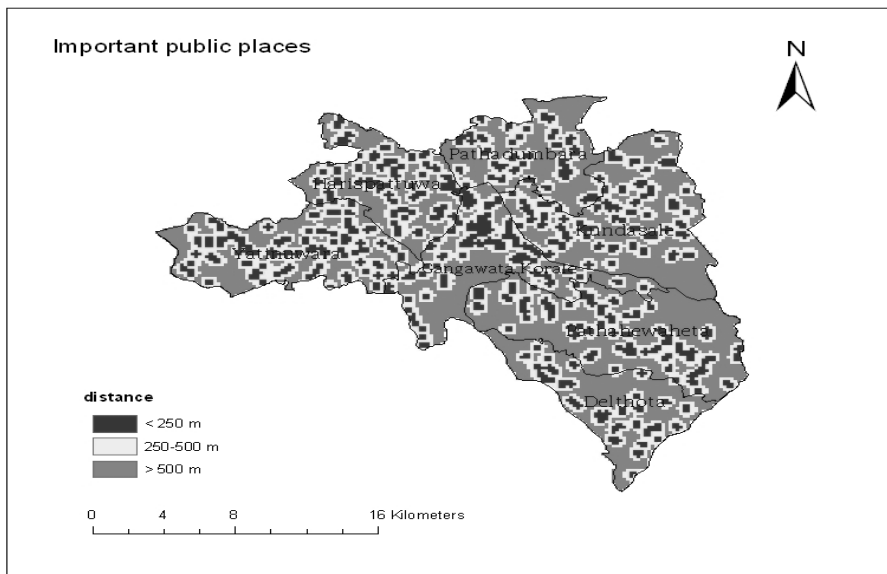 Important public places
N
Pathadumbara
Harispattuwa
Kundasale
Yatinuwara
Gangawata Korale
Pathahewaheta
Delthota
distance
< 250 m
250-500 m
> 500 m
0 4 8 16 Kilometers